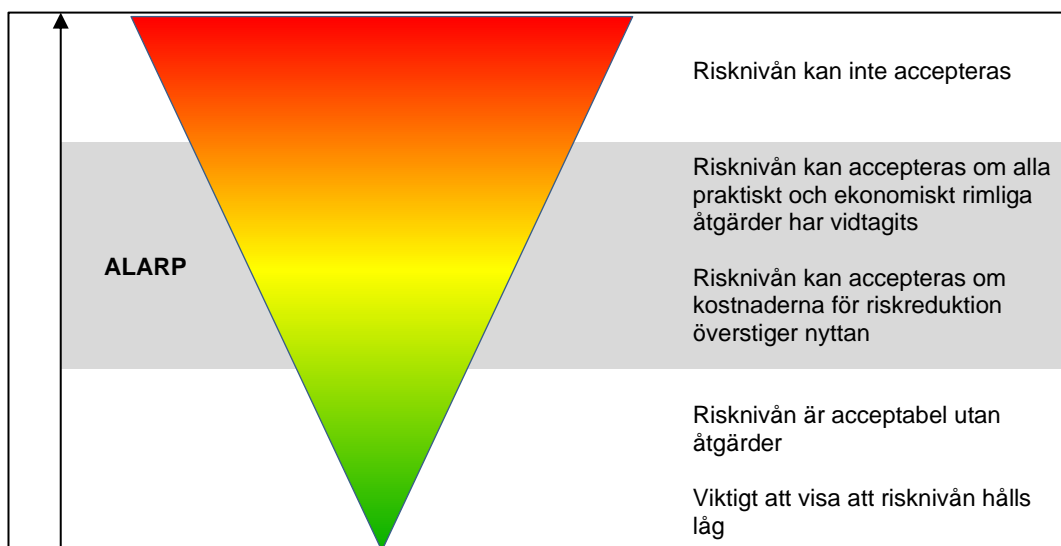 Risknivån kan inte accepteras
Risknivån kan accepteras om alla
praktiskt och ekonomiskt rimliga
åtgärder har vidtagits
ALARP
Risknivån kan accepteras om
kostnaderna för riskreduktion
överstiger nyttan
Risknivån är acceptabel utan
åtgärder
Viktigt att visa att risknivån hålls
låg